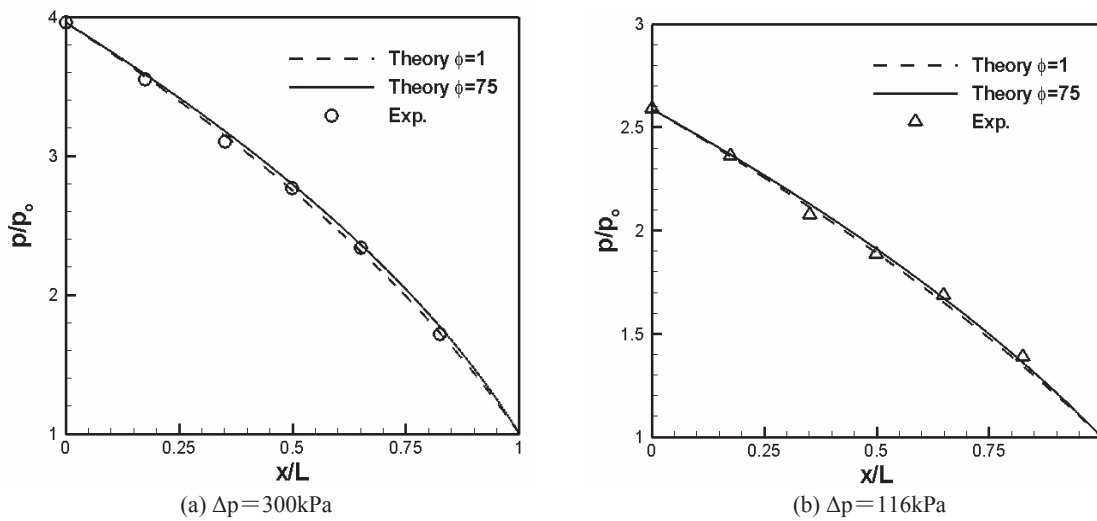 4
3
2
1
p/pₒ
0
0.25
0.5
0.75
1
x/L
Theory ϕ=1
Theory ϕ=75
Exp.
(a) Δp＝300kPa
3
2.5
2
1.5
1
p/pₒ
0
0.25
0.5
0.75
x/L
Theory ϕ=1
Theory ϕ=75
Exp.
(b) Δp＝116kPa